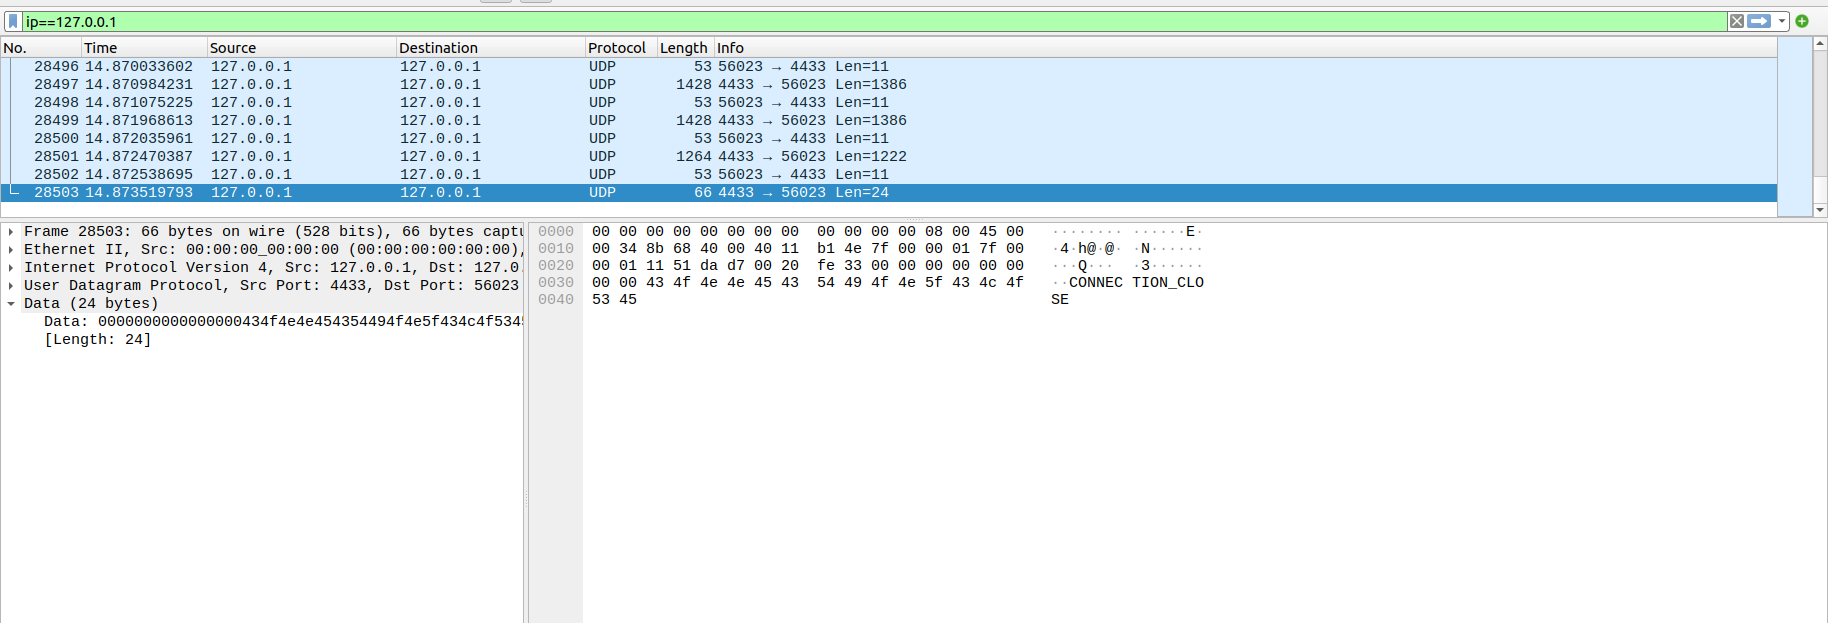 ip==127.0.0.1
No. Time Source Destination Protocol Length Info
28496 14.870033602 127.0.0.1 127.0.0.1 UDP 53 56023 → 4433 Len=11
28497 14.870984231 127.0.0.1 127.0.0.1 UDP 1428 4433 → 56023 Len=1386
28498 14.871075225 127.0.0.1 127.0.0.1 UDP 53 56023 → 4433 Len=11
28499 14.871968613 127.0.0.1 127.0.0.1 UDP 1428 4433 → 56023 Len=1386
28500 14.872035961 127.0.0.1 127.0.0.1 UDP 53 56023 → 4433 Len=11
28501 14.872470387 127.0.0.1 127.0.0.1 UDP 1264 4433 → 56023 Len=1222
28502 14.872538695 127.0.0.1 127.0.0.1 UDP 53 56023 → 4433 Len=11
28503 14.873519793 127.0.0.1 127.0.0.1 UDP 66 4433 → 56023 Len=24
Frame 28503: 66 bytes on wire (528 bits), 66 bytes captu
Ethernet II, Src: 00:00:00_00:00:00 (00:00:00:00:00:00),
Internet Protocol Version 4, Src: 127.0.0.1, Dst: 127.0.
User Datagram Protocol, Src Port: 4433, Dst Port: 56023
Data (24 bytes)
Data: 0000000000000000434f4e4e454354494f4e5f434c4f5345
[Length: 24]
0000 00 00 00 00 00 00 00 00 00 00 00 00 08 00 45 00 ········ ······E·
0010 00 34 8b 68 40 00 40 11 b1 4e 7f 00 00 01 7f 00 ·4·h@·@· ·N······
0020 00 01 11 51 da d7 00 20 fe 33 00 00 00 00 00 00 ···Q··· ·3······
0030 00 00 43 4f 4e 4e 45 43 54 49 4f 4e 5f 43 4c 4f ··CONNEC TION_CLO
0040 53 45 SE